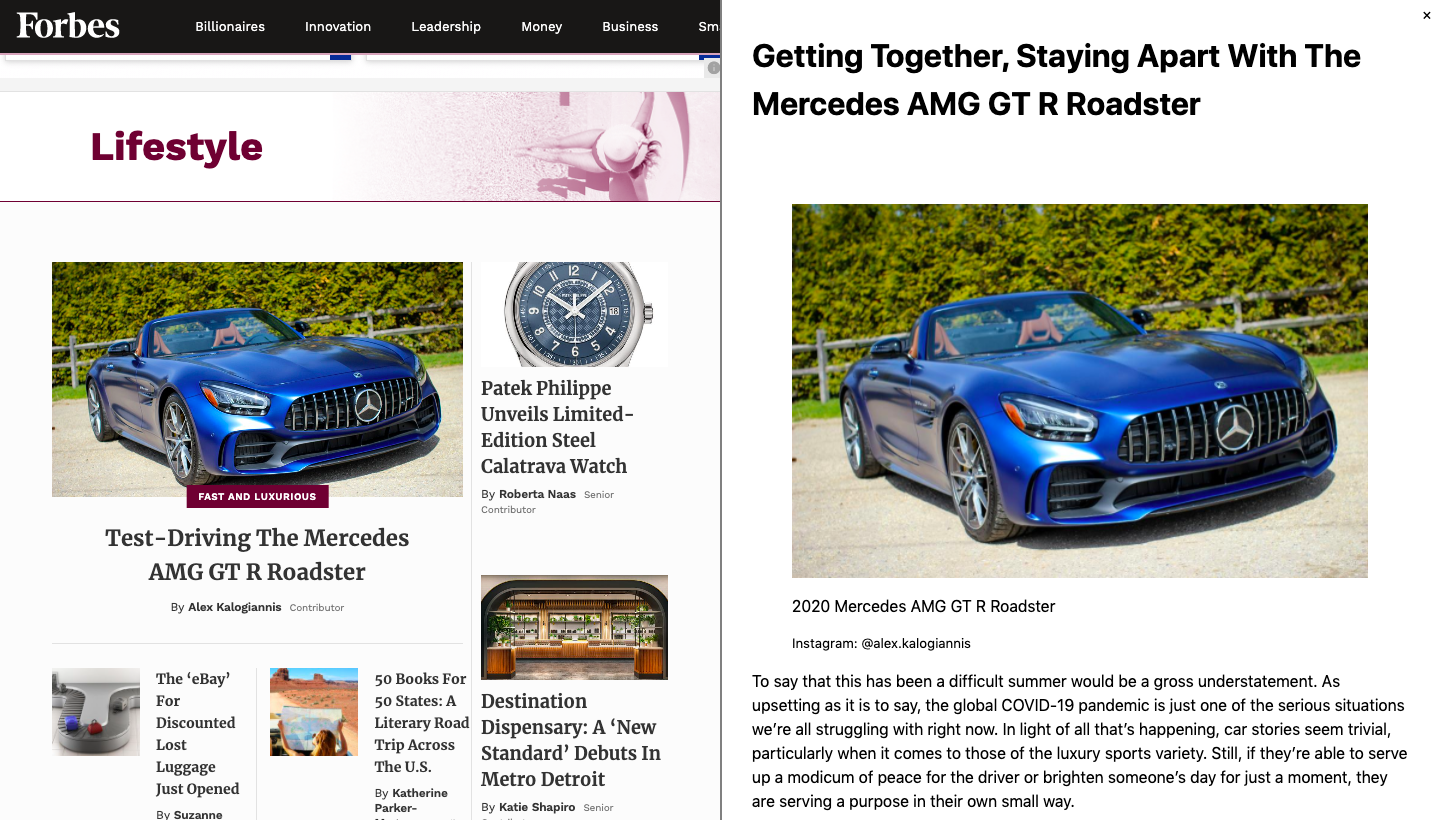 Forbes
Billionaires
Innovation
Leadership
Money
Business
Lifestyle
FAST AND LUXURIOUS
Test-Driving The Mercedes
AMG GT R Roadster
By Alex Kalogiannis Contributor
The ‘eBay’
For
Discounted
Lost
Luggage
Just Opened
By Suzanne
50 Books For
50 States: A
Literary Road
Trip Across
The U.S.
By Katherine
Parker-
Patek Philippe
Unveils Limited-
Edition Steel
Calatrava Watch
By Roberta Naas Senior
Contributor
Destination
Dispensary: A ‘New
Standard’ Debuts In
Metro Detroit
By Katie Shapiro Senior
×
Getting Together, Staying Apart With The
Mercedes AMG GT R Roadster
2020 Mercedes AMG GT R Roadster
Instagram: @alex.kalogiannis
To say that this has been a difficult summer would be a gross understatement. As
upsetting as it is to say, the global COVID-19 pandemic is just one of the serious situations
we’re all struggling with right now. In light of all that’s happening, car stories seem trivial,
particularly when it comes to those of the luxury sports variety. Still, if they’re able to serve
up a modicum of peace for the driver or brighten someone’s day for just a moment, they
are serving a purpose in their own small way.